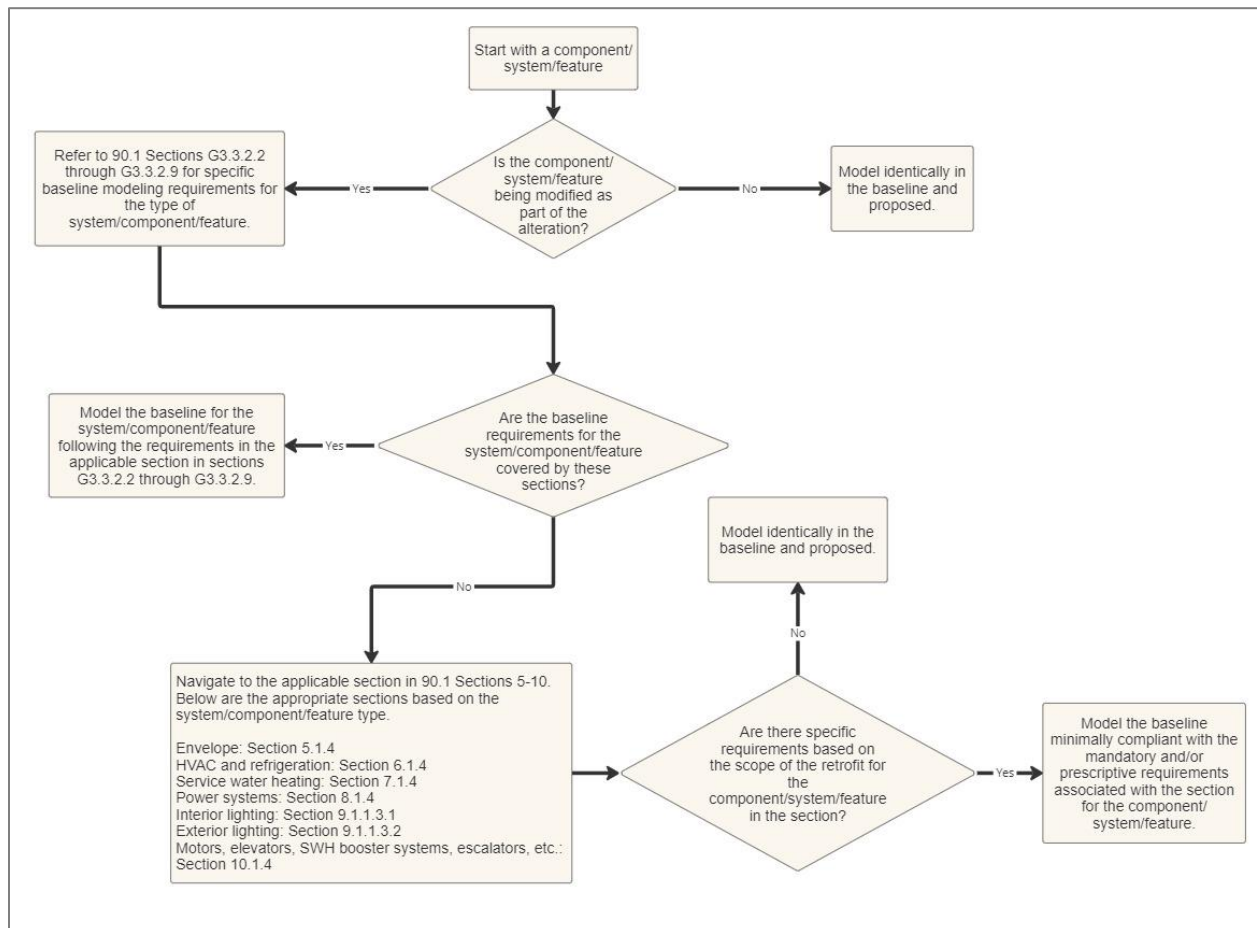 Start with a component/
system/feature
Is the component/
system/feature
being modified as
part of the
alteration?
Yes
No
Refer to 90.1 Sections G3.3.2.2
through G3.3.2.9 for specific
baseline modeling requirements for
the type of
system/component/feature.
Model identically in
the baseline and
proposed.
Are the baseline
requirements for the
system/component/feature
covered by these
sections?
Yes
Model the baseline for the
system/component/feature
following the requirements in the
applicable section in sections
G3.3.2.2 through G3.3.2.9.
No
Navigate to the applicable section in 90.1 Sections 5-10.
Below are the appropriate sections based on the
system/component/feature type.
Envelope: Section 5.1.4
HVAC and refrigeration: Section 6.1.4
Service water heating: Section 7.1.4
Power systems: Section 8.1.4
Interior lighting: Section 9.1.1.3.1
Exterior lighting: Section 9.1.1.3.2
Motors, elevators, SWH booster systems, escalators, etc.:
Section 10.1.4
Are there specific
requirements based on
the scope of the retrofit for
the
component/system/feature
in the section?
No
Model identically in the
baseline and proposed.
Yes
Model the baseline
minimally compliant with the
mandatory and/or
prescriptive requirements
associated with the section
for the component/
system/feature.